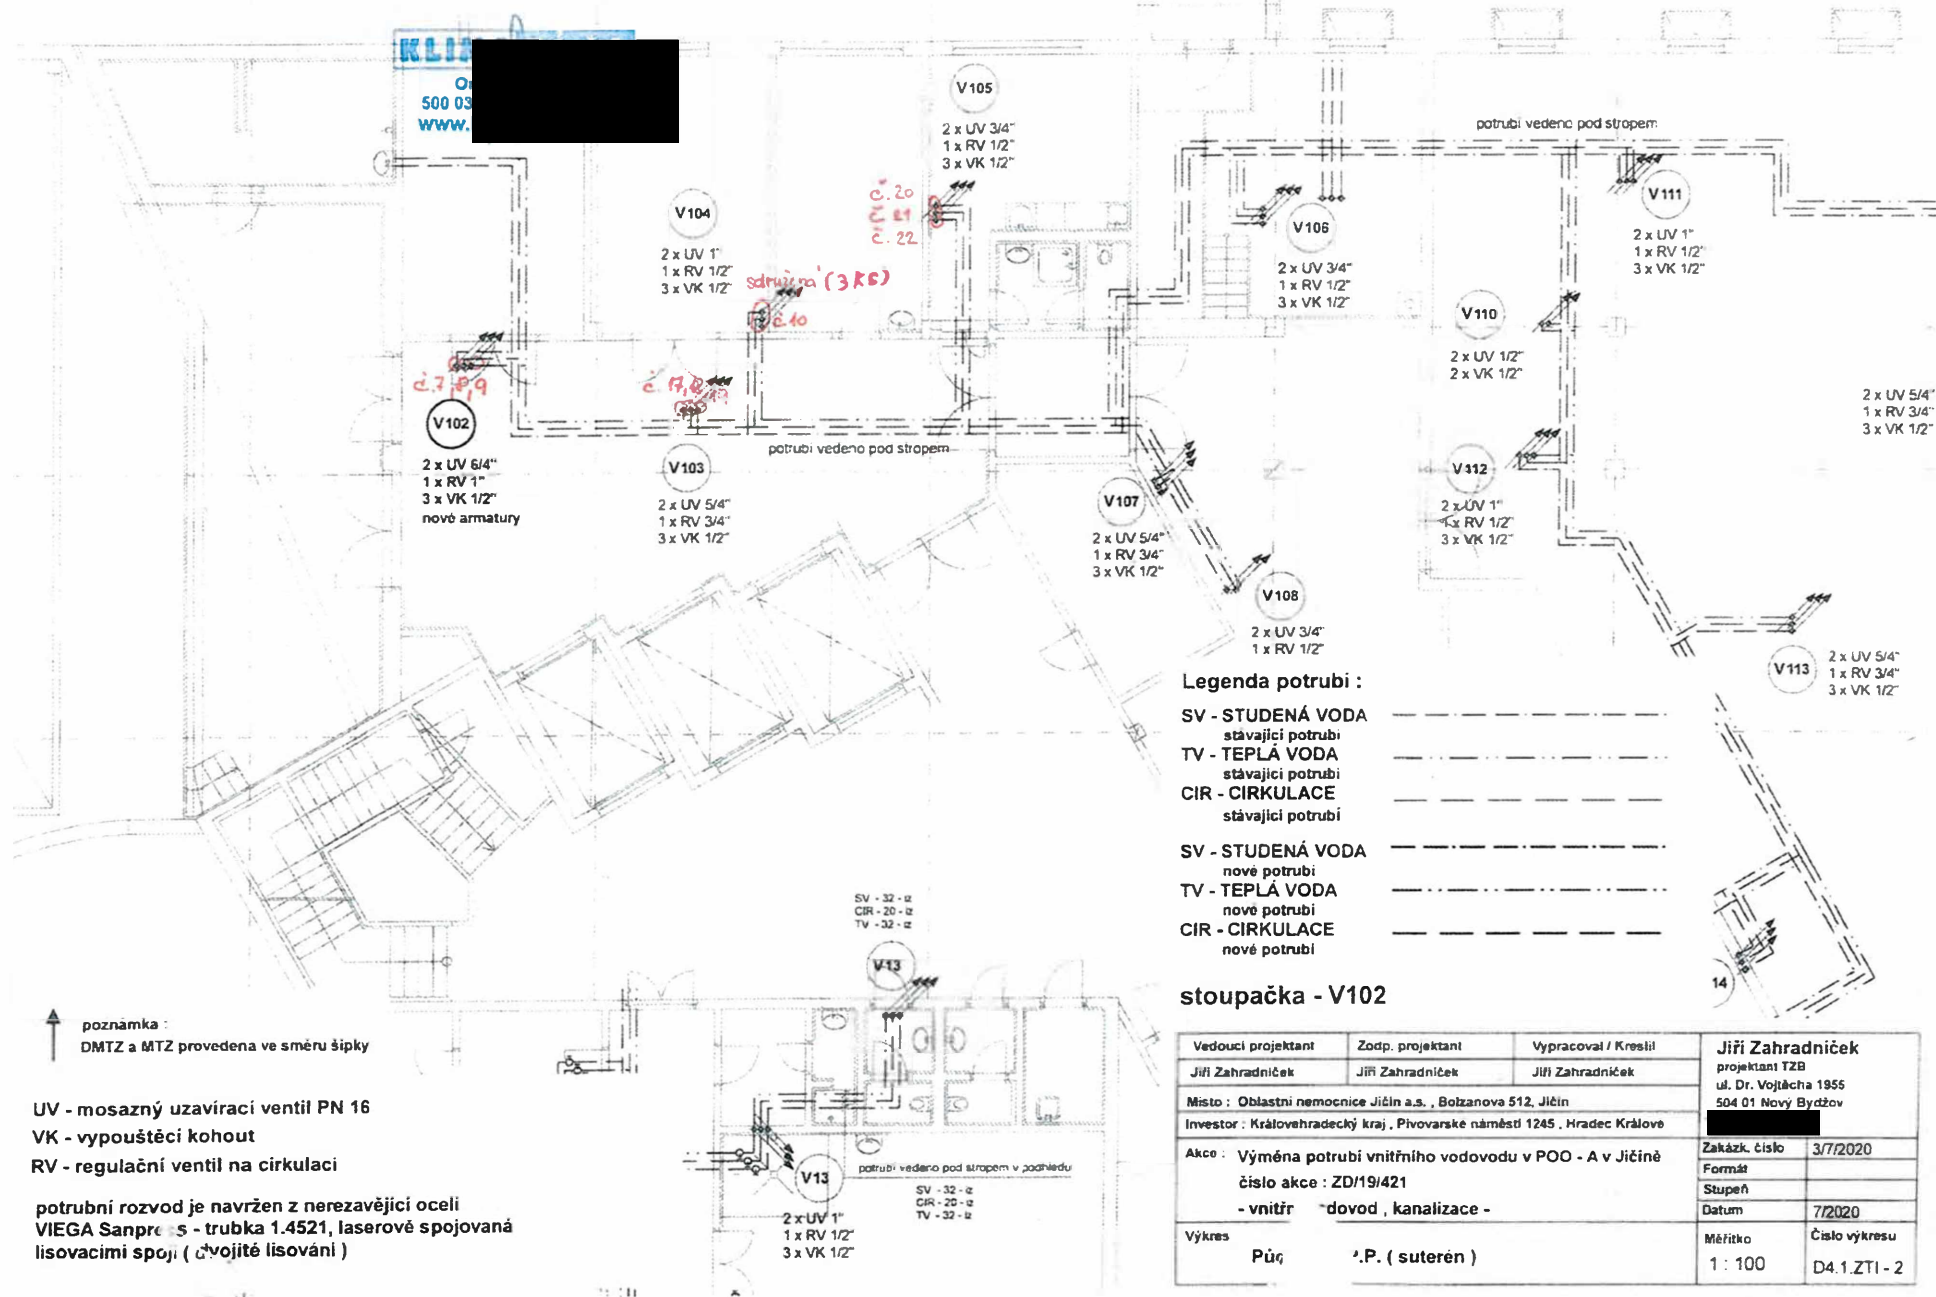 500 03
www.
V105
2 x UV 3/4"
1 x RV 1/2"
3 x VK 1/2"
potrubí vedeno pod stropem
V104
2 x UV 1"
1 x RV 1/2"
3 x VK 1/2"
č. 20
č 21
č. 22
sdružená (3 KS)
č10
V106
2 x UV 3/4"
1 x RV 1/2"
3 x VK 1/2"
V111
2 x UV 1"
1 x RV 1/2"
3 x VK 1/2"
V110
2 x UV 1/2"
2 x VK 1/2"
2 x UV 5/4"
1 x RV 3/4"
3 x VK 1/2"
č.7,8,9
V102
2 x UV 6/4"
1 x RV 1"
3 x VK 1/2"
nové armatury
č. 17,
19
V103
2 x UV 5/4"
1 x RV 3/4"
3 x VK 1/2"
potrubí vedeno pod stropem
V107
2 x UV 5/4"
1 x RV 3/4"
3 x VK 1/2"
V112
2 x UV 1"
1 x RV 1/2"
3 x VK 1/2"
V108
2 x UV 3/4"
1 x RV 1/2"
V113
2 x UV 5/4"
1 x RV 3/4"
3 x VK 1/2"
Legenda potrubí :
SV - STUDENÁ VODA
stávající potrubí
TV - TEPLÁ VODA
stávající potrubí
CIR - CIRKULACE
stávající potrubí
SV - STUDENÁ VODA
nové potrubí
TV - TEPLÁ VODA
nové potrubí
CIR - CIRKULACE
nové potrubí
stoupačka - V102
14
SV - 32 - iz
CIR - 20 - iz
TV - 32 - iz
V13
V13
potrubí vedeno pod stropem v podhledu
SV - 32 - iz
CIR - 20 - iz
TV - 32 - iz
2 x UV 1"
1 x RV 1/2"
3 x VK 1/2"
poznámka :
DMTZ a MTZ provedena ve směru šipky
UV - mosazný uzavírací ventil PN 16
VK - vypouštěcí kohout
RV - regulační ventil na cirkulaci
potrubní rozvod je navržen z nerezavějící oceli
VIEGA Sanpre s - trubka 1.4521, laserově spojovaná
lisovacími spoji ( dvojité lisování )
Vedoucí projektant
Zodp. projektant
Vypracoval / Kreslil
Jiří Zahradníček
Jiří Zahradníček
Jiří Zahradníček
Místo : Oblastní nemocnice Jičín a.s. , Bolzanova 512, Jičín
Investor : Královehradecký kraj , Pivovarské náměstí 1245 , Hradec Králové
Akce : Výměna potrubí vnitřního vodovodu v POO - A v Jičíně
číslo akce : ZD/19/421
- vnitř dovod , kanalizace -
Výkres
Půd .P. ( suterén )
Jiří Zahradníček
projektant TZB
ul. Dr. Vojtěcha 1955
504 01 Nový Bydžov
Zakázk. číslo 3/7/2020
Formát
Stupeň
Datum 7/2020
Měřítko
1 : 100
Číslo výkresu
D4.1.ZTI - 2